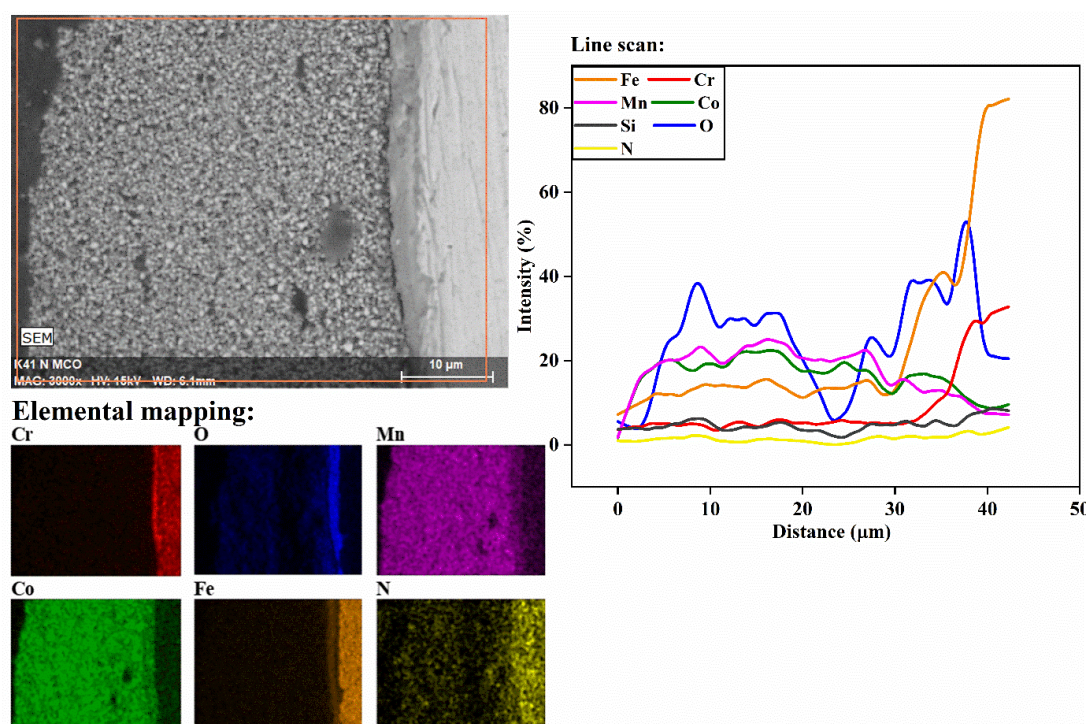 SEM
K41 N MCO
MAG: 3000x HV: 15kV WD: 6.1mm
10 µm
Line scan:
Fe Cr
Mn Co
Si O
N
80
60
40
20
0
Intensity (%)
0 10 20 30 40 50
Distance (µm)
Elemental mapping:
Cr O Mn
Co Fe N